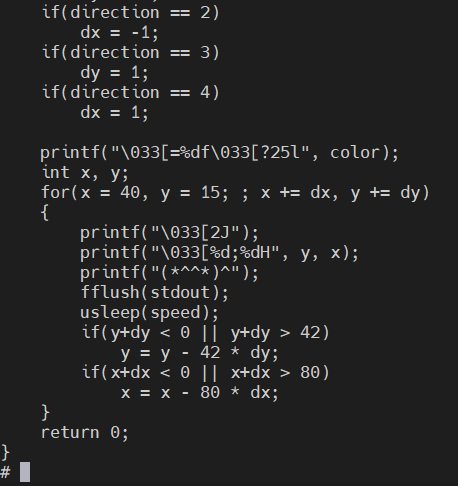 if(direction == 2)
dx = -1;
if(direction == 3)
dy = 1;
if(direction == 4)
dx = 1;
printf("\033[=%df\033[?25l", color);
int x, y;
for(x = 40, y = 15; ; x += dx, y += dy)
{
printf("\033[2J");
printf("\033[%d;%dH", y, x);
printf("(*^^*)^");
fflush(stdout);
usleep(speed);
if(y+dy < 0 || y+dy > 42)
y = y - 42 * dy;
if(x+dx < 0 || x+dx > 80)
x = x - 80 * dx;
}
return 0;
}
#